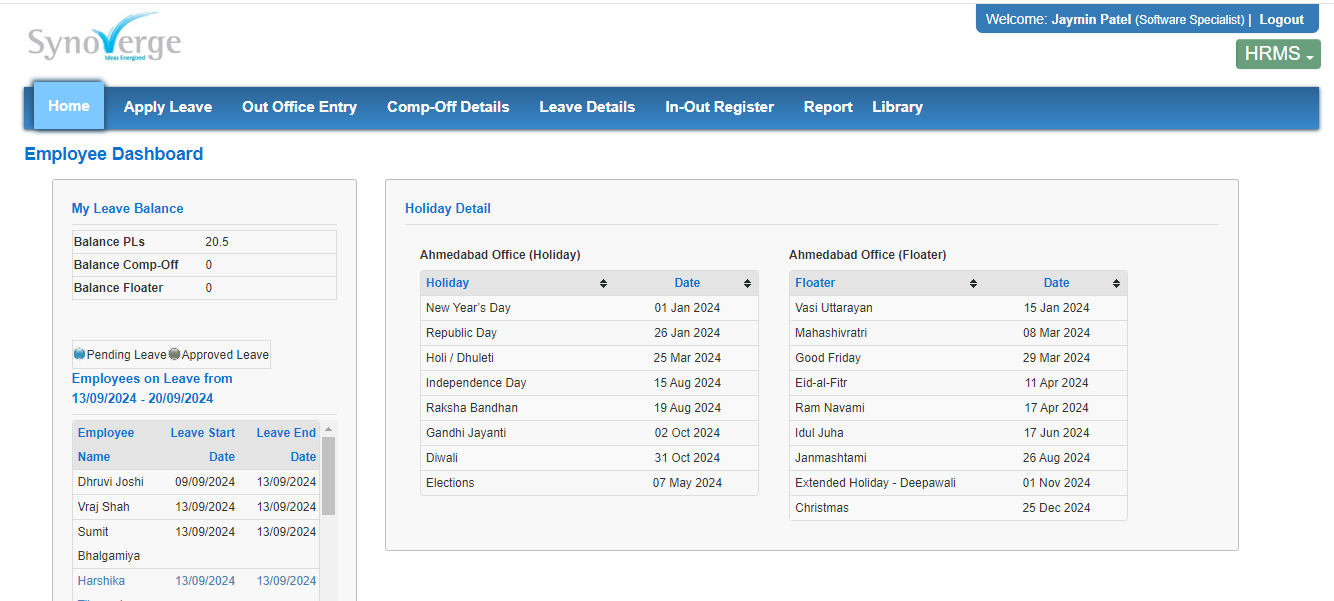 SynoVerge
Ideas Energized
Welcome: Jaymin Patel (Software Specialist) | Logout
HRMS
Home Apply Leave Out Office Entry Comp-Off Details Leave Details In-Out Register Report Library
Employee Dashboard
My Leave Balance
Balance PLs 20.5
Balance Comp-Off 0
Balance Floater 0
Pending Leave Approved Leave
Employees on Leave from
13/09/2024 - 20/09/2024
Employee Leave Start Leave End
Name Date Date
Dhruvi Joshi 09/09/2024 13/09/2024
Vraj Shah 13/09/2024 13/09/2024
Sumit 13/09/2024 13/09/2024
Bhalgamiya
Harshika 13/09/2024 13/09/2024
Holiday Detail
Ahmedabad Office (Holiday)
Holiday Date
New Year’s Day 01 Jan 2024
Republic Day 26 Jan 2024
Holi / Dhuleti 25 Mar 2024
Independence Day 15 Aug 2024
Raksha Bandhan 19 Aug 2024
Gandhi Jayanti 02 Oct 2024
Diwali 31 Oct 2024
Elections 07 May 2024
Ahmedabad Office (Floater)
Floater Date
Vasi Uttarayan 15 Jan 2024
Mahashivratri 08 Mar 2024
Good Friday 29 Mar 2024
Eid-al-Fitr 11 Apr 2024
Ram Navami 17 Apr 2024
Idul Juha 17 Jun 2024
Janmashtami 26 Aug 2024
Extended Holiday - Deepawali 01 Nov 2024
Christmas 25 Dec 2024